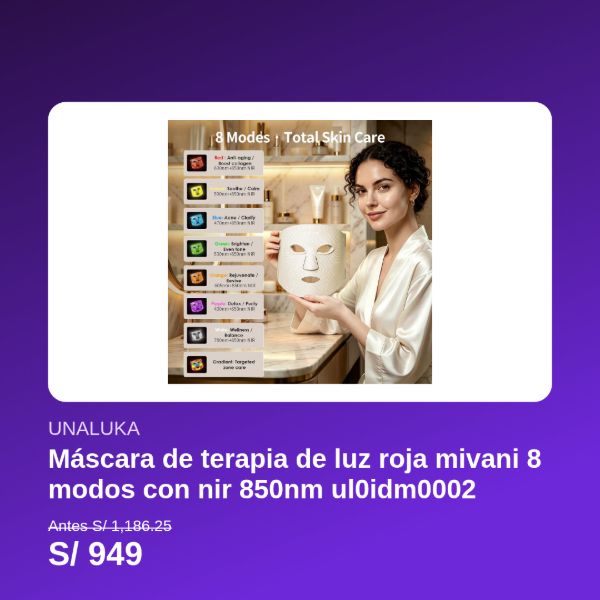 8 Modes Total Skin Care
Red: Anti-aging /
Boost collagen
Soothe / Calm
Blue: Acne / Clarify
Green: Brighten /
Even tone
Orange: Rejuvenate /
Revive
Purple: Detox / Purify
White: Wellness /
Balance
Gradient: Targeted
zone care
UNALUKA
Máscara de terapia de luz roja mivani 8
modos con nir 850nm ul0idm0002
Antes S/ 1,186.25
S/ 949